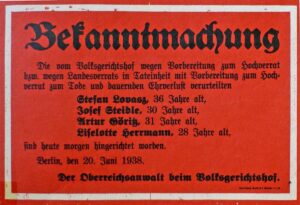 Bekanntmachung
Die vom Volksgerichtshof wegen Vorbereitung zum Hochverrat
bzw. wegen Landesverrats in Tateinheit mit Vorbereitung zum Hoch-
verrat zum Tode und dauernden Ehrverlust verurteilten
Stefan Lovasz, 36 Jahre alt,
Josef Steidle, 30 Jahre alt,
Artur Göritz, 31 Jahre alt,
Liselotte Herrmann, 28 Jahre alt,
sind heute morgen hingerichtet worden.
Berlin, den 20. Juni 1938.
Der Oberreichsanwalt beim Volksgerichtshof.